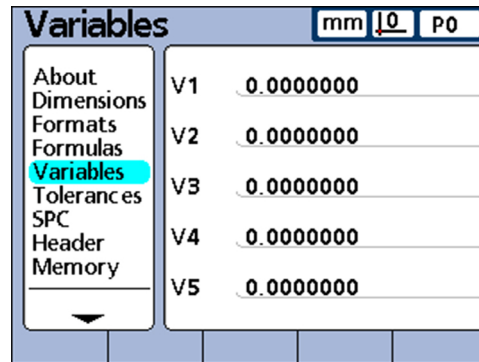 Variables mm 0 P0
About
Dimensions
Formats
Formulas
Variables
Tolerances
SPC
Header
Memory
V1 0.0000000
V2 0.0000000
V3 0.0000000
V4 0.0000000
V5 0.0000000